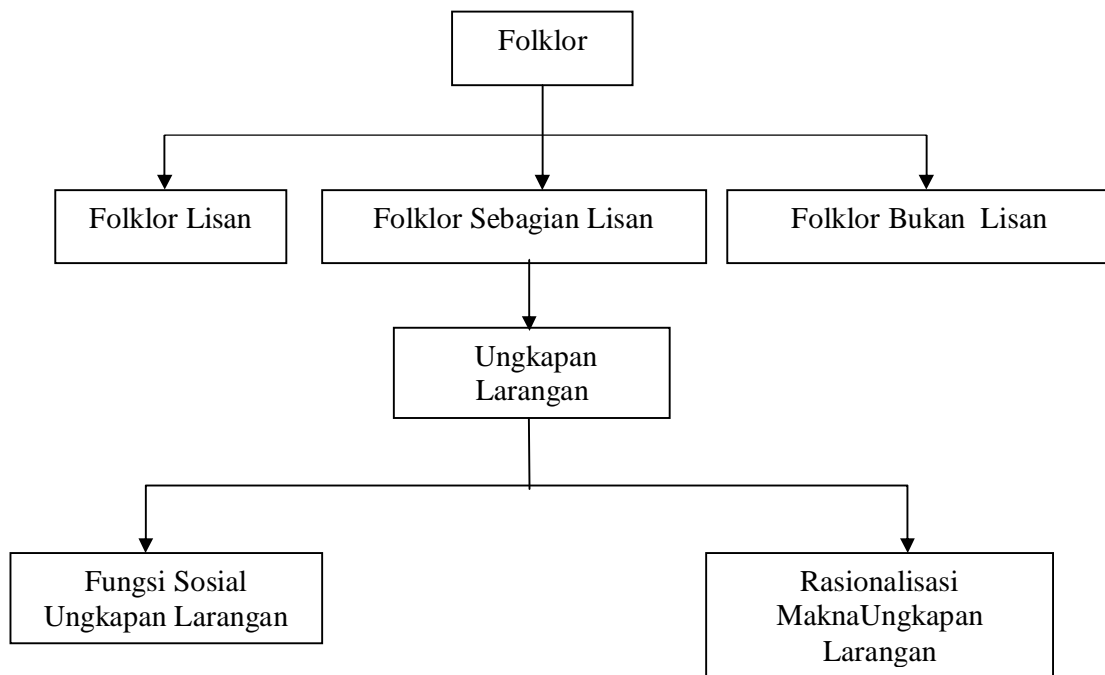 Folklor
Folklor Lisan
Folklor Sebagian Lisan
Folklor Bukan  Lisan
Ungkapan
Larangan
Fungsi Sosial
Ungkapan Larangan
Rasionalisasi
MaknaUngkapan
Larangan